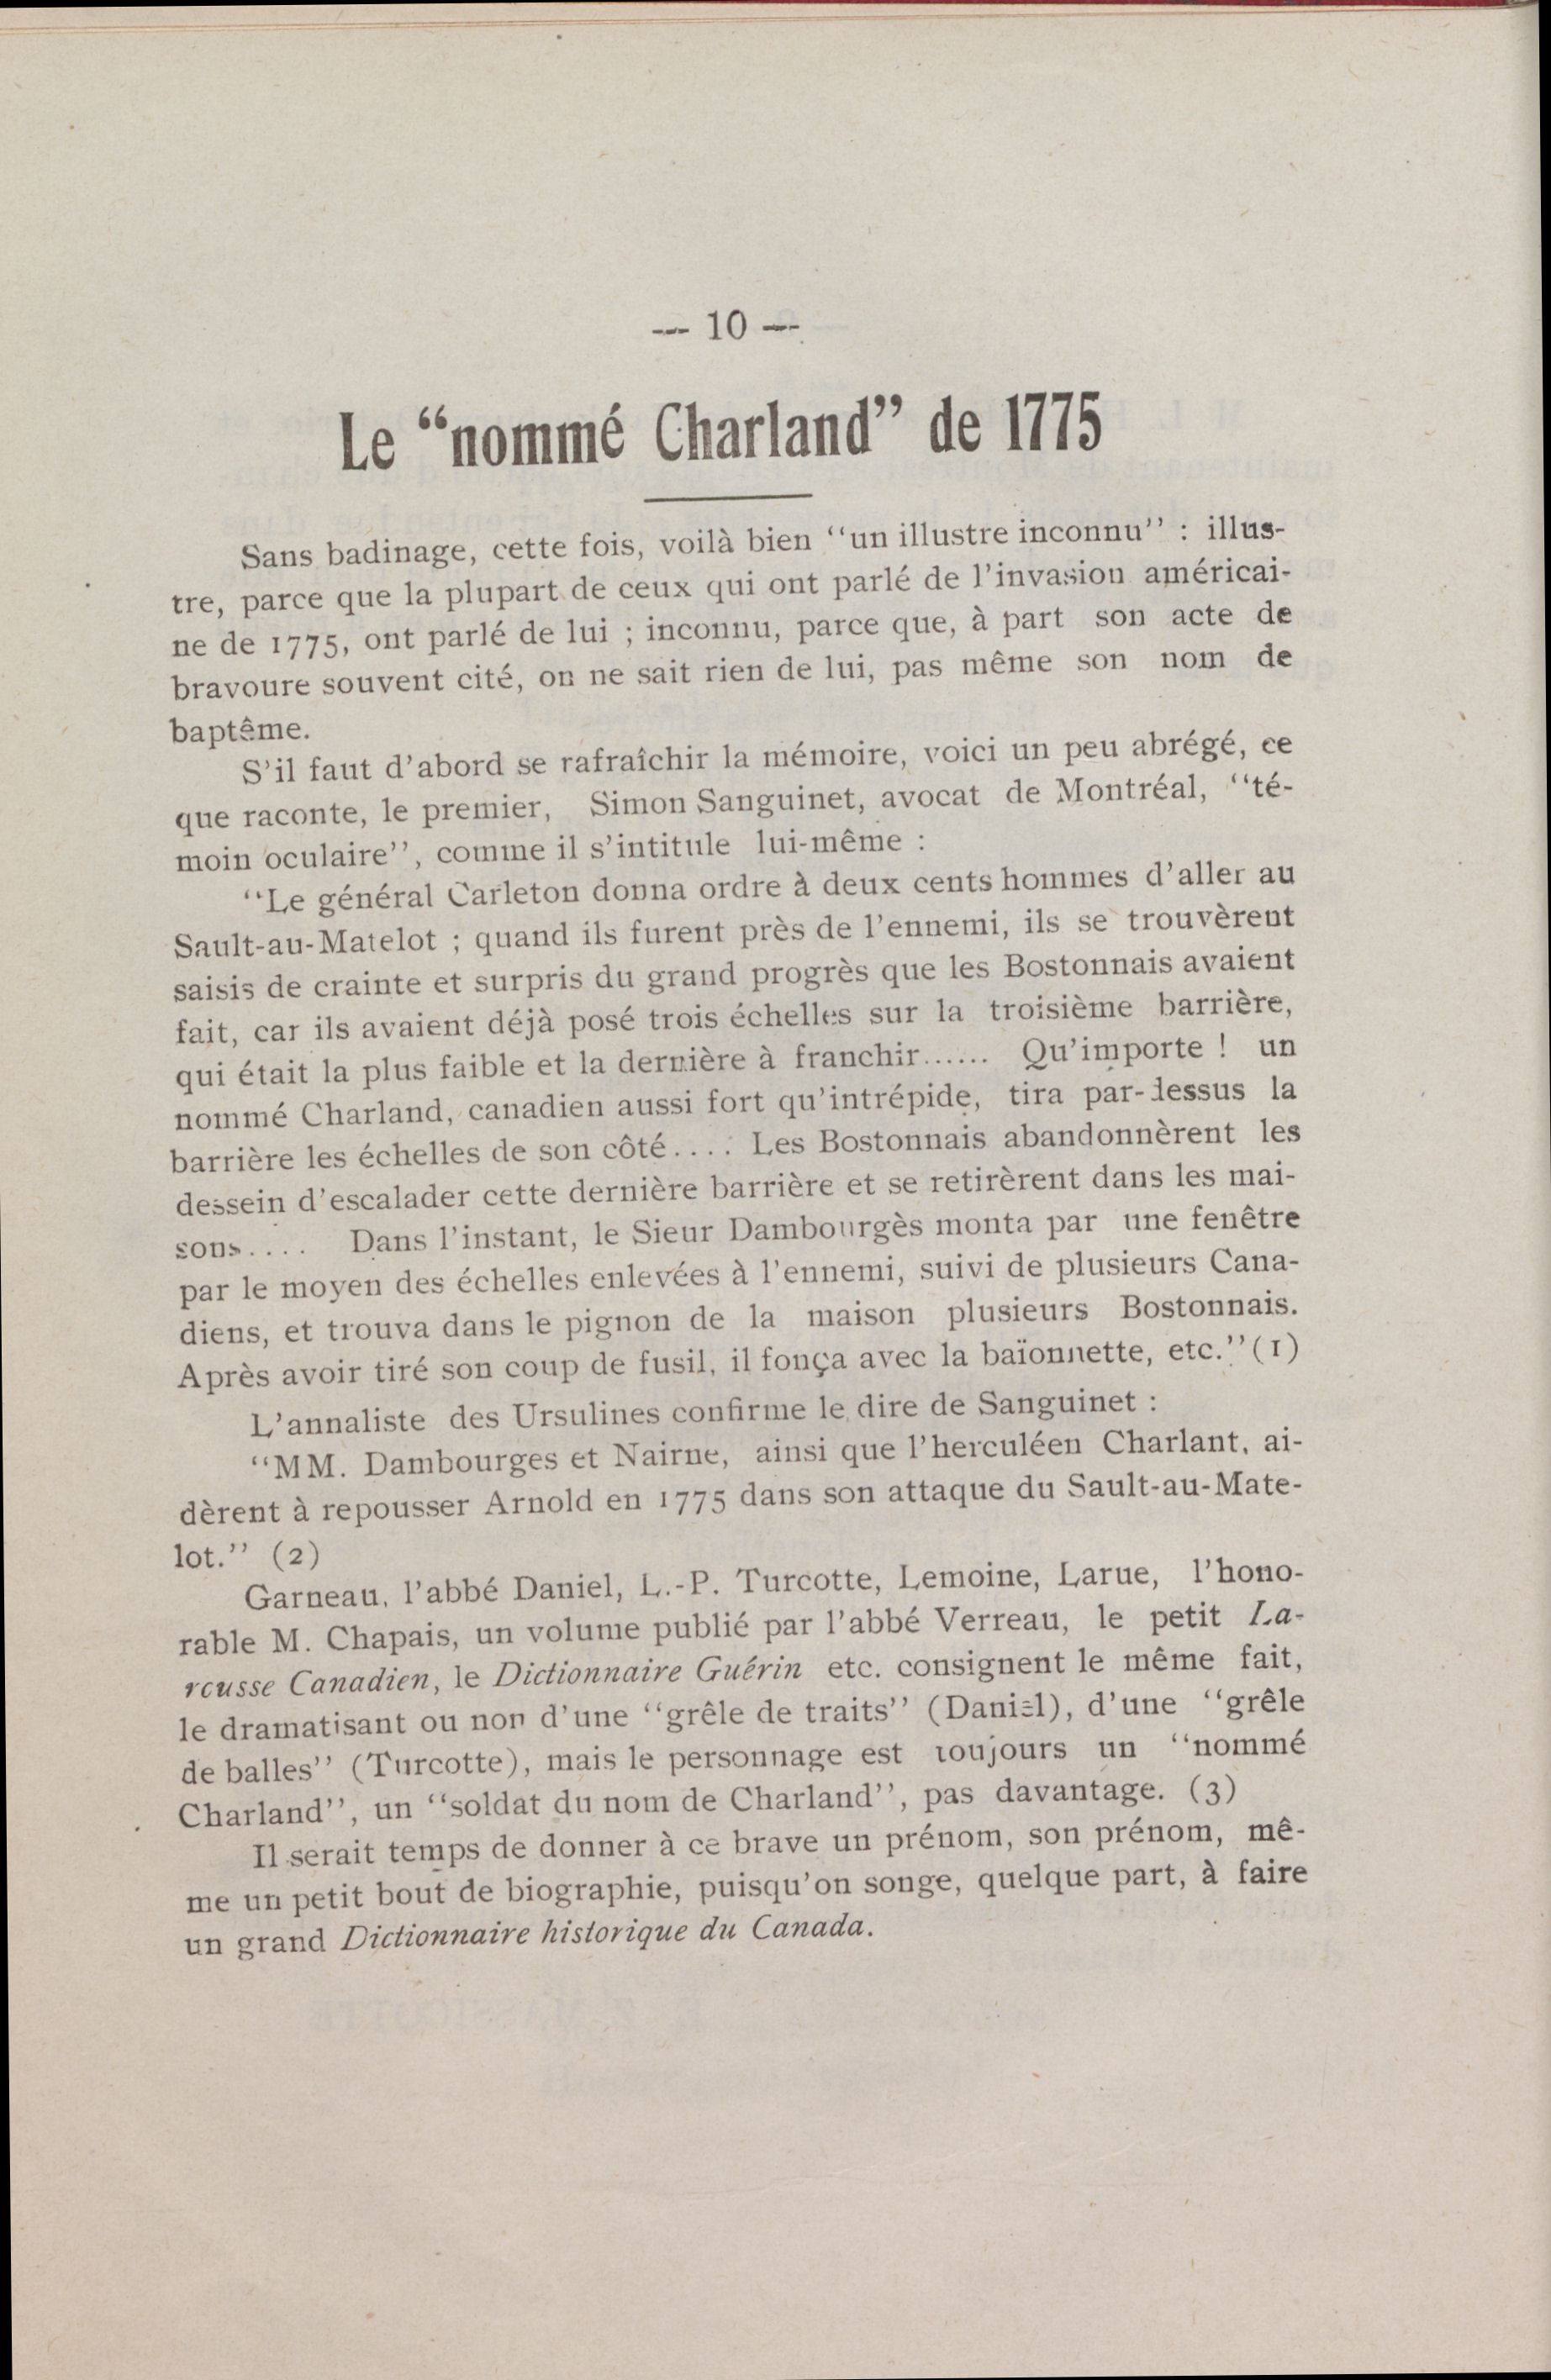 — 10 —
Le “nommé Charland” de 1775
Sans badinage, cette fois, voilà bien “un illustre inconnu” : illus-
tre, parce que la plupart de ceux qui ont parlé de l’invasion américai-
ne de 1775, ont parlé de lui ; inconnu, parce que, à part son acte de
bravoure souvent cité, on ne sait rien de lui, pas même son nom de
baptême.
S’il faut d’abord se rafraîchir la mémoire, voici un peu abrégé, ce
que raconte, le premier, Simon Sanguinet, avocat de Montréal, “té-
moin oculaire”, comme il s’intitule lui-même :
“Le général Carleton donna ordre à deux cents hommes d’aller au
Sault-au-Matelot ; quand ils furent près de l’ennemi, ils se trouvèrent
saisis de crainte et surpris du grand progrès que les Bostonnais avaient
fait, car ils avaient déjà posé trois échelles sur la troisième barrière,
qui était la plus faible et la dernière à franchir...... Qu’importe ! un
nommé Charland, canadien aussi fort qu’intrépide, tira par-dessus la
barrière les échelles de son côté.... Les Bostonnais abandonnèrent les
dessein d’escalader cette dernière barrière et se retirèrent dans les mai-
sons.... Dans l’instant, le Sieur Dambourgès monta par une fenêtre
par le moyen des échelles enlevées à l’ennemi, suivi de plusieurs Cana-
diens, et trouva dans le pignon de la maison plusieurs Bostonnais.
Après avoir tiré son coup de fusil, il fonça avec la baïonnette, etc.”(1)
L’annaliste des Ursulines confirme le dire de Sanguinet :
“MM. Dambourges et Nairne, ainsi que l’herculéen Charlant, ai-
dèrent à repousser Arnold en 1775 dans son attaque du Sault-au-Mate-
lot.” (2)
Garneau, l’abbé Daniel, L.-P. Turcotte, Lemoine, Larue, l’hono-
rable M. Chapais, un volume publié par l’abbé Verreau, le petit La-
rousse Canadien, le Dictionnaire Guérin etc. consignent le même fait,
le dramatisant ou non d’une “grêle de traits” (Daniel), d’une “grêle
de balles” (Turcotte), mais le personnage est toujours un “nommé
Charland”, un “soldat du nom de Charland”, pas davantage. (3)
Il serait temps de donner à ce brave un prénom, son prénom, mê-
me un petit bout de biographie, puisqu’on songe, quelque part, à faire
un grand Dictionnaire historique du Canada.